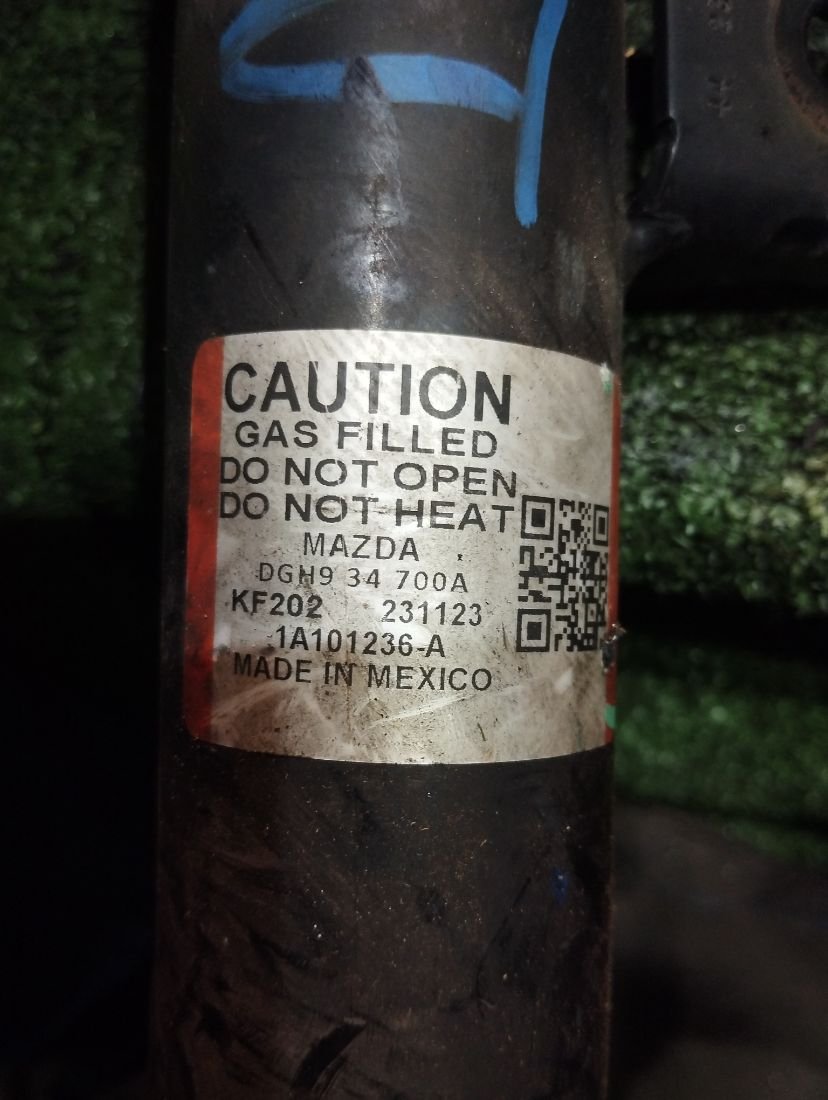 CAUTION
GAS FILLED
DO NOT OPEN
DO NOT HEAT
MAZDA
DGH9 34 700A
KF202 231123
1A101236-A
MADE IN MEXICO